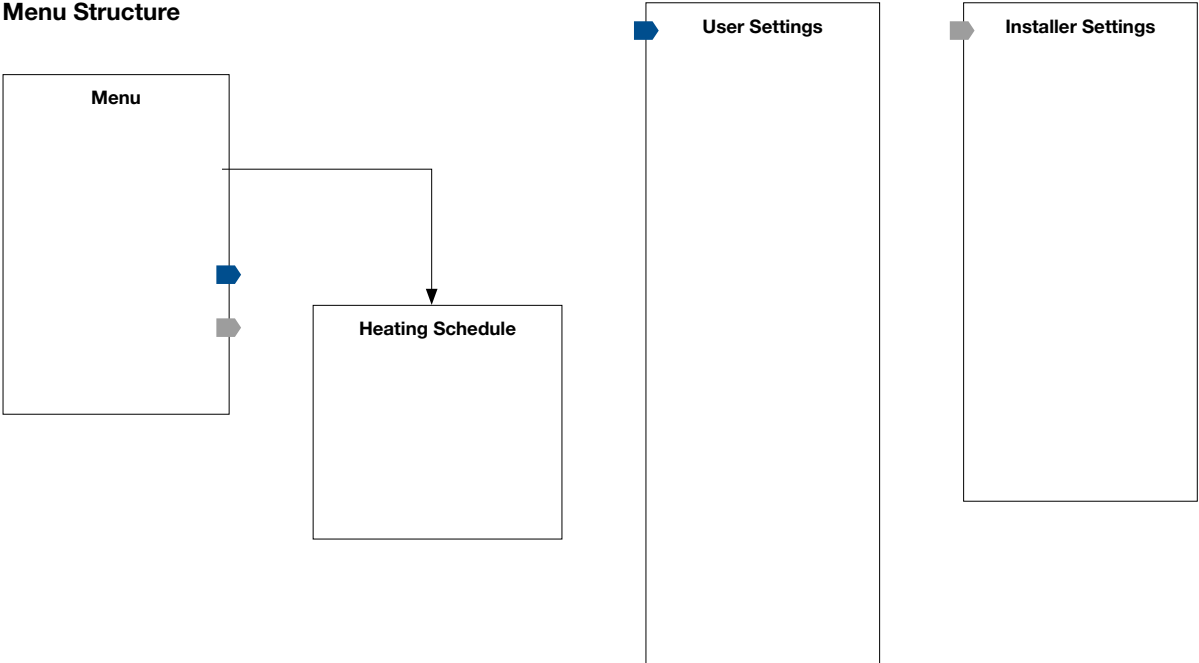 Menu Structure
Menu
Heating Schedule
User Settings
Installer Settings